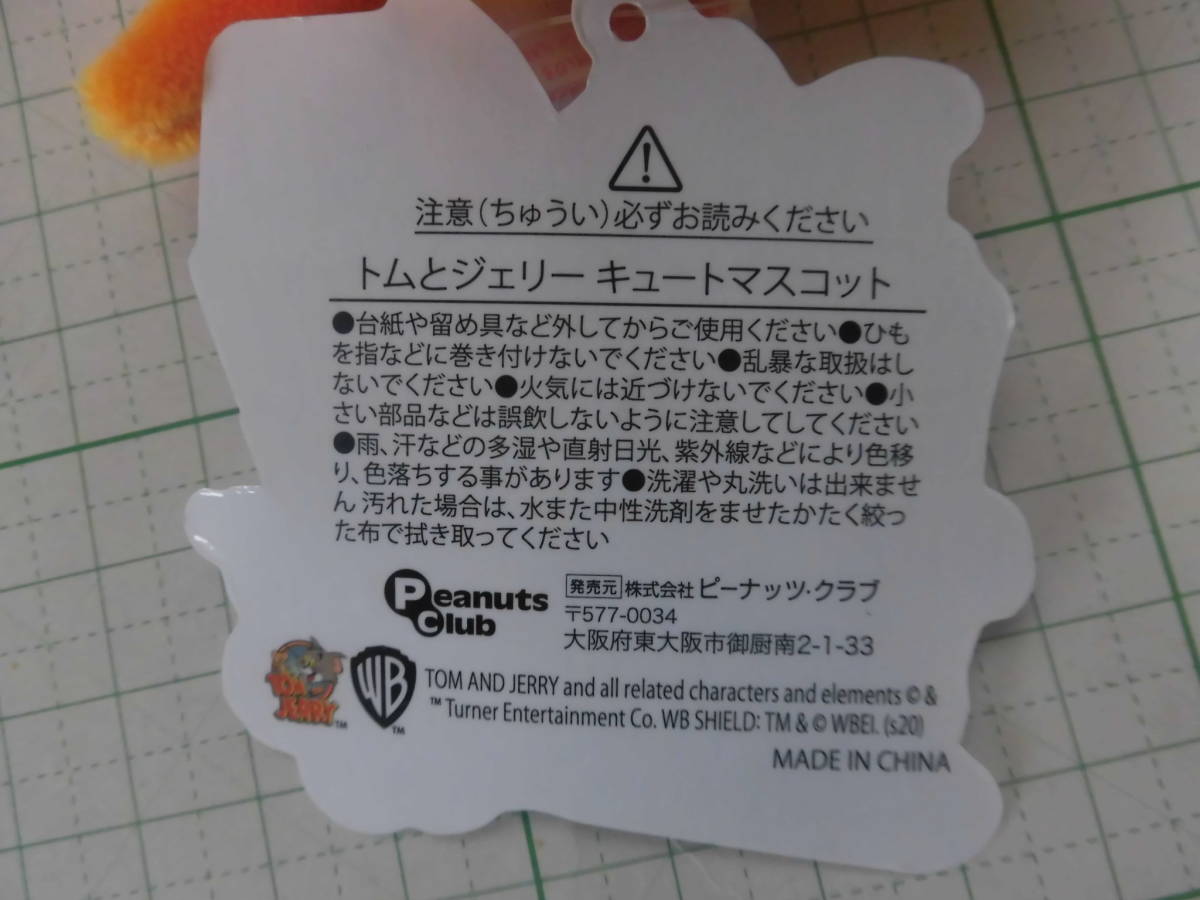 注意（ちゅうい）必ずお読みください
トムとジェリー キュートマスコット
●台紙や留め具など外してからご使用ください●ひも
を指などに巻き付けないでください●乱暴な取扱はし
ないでください●火気には近づけないでください●小
さい部品などは誤飲しないように注意してしてください
●雨、汗などの多湿や直射日光、紫外線などにより色移
り、色落ちする事があります●洗濯や丸洗いは出来ませ
ん 汚れた場合は、水また中性洗剤をませたかたく絞っ
た布で拭き取ってください
Peanuts Club
発売元 株式会社 ピーナッツ・クラブ
〒577-0034
大阪府東大阪市御厨南2-1-33
TOM AND JERRY™
WB™
TOM AND JERRY and all related characters and elements © &
™ Turner Entertainment Co. WB SHIELD: TM & © WBEI. (s20)
MADE IN CHINA